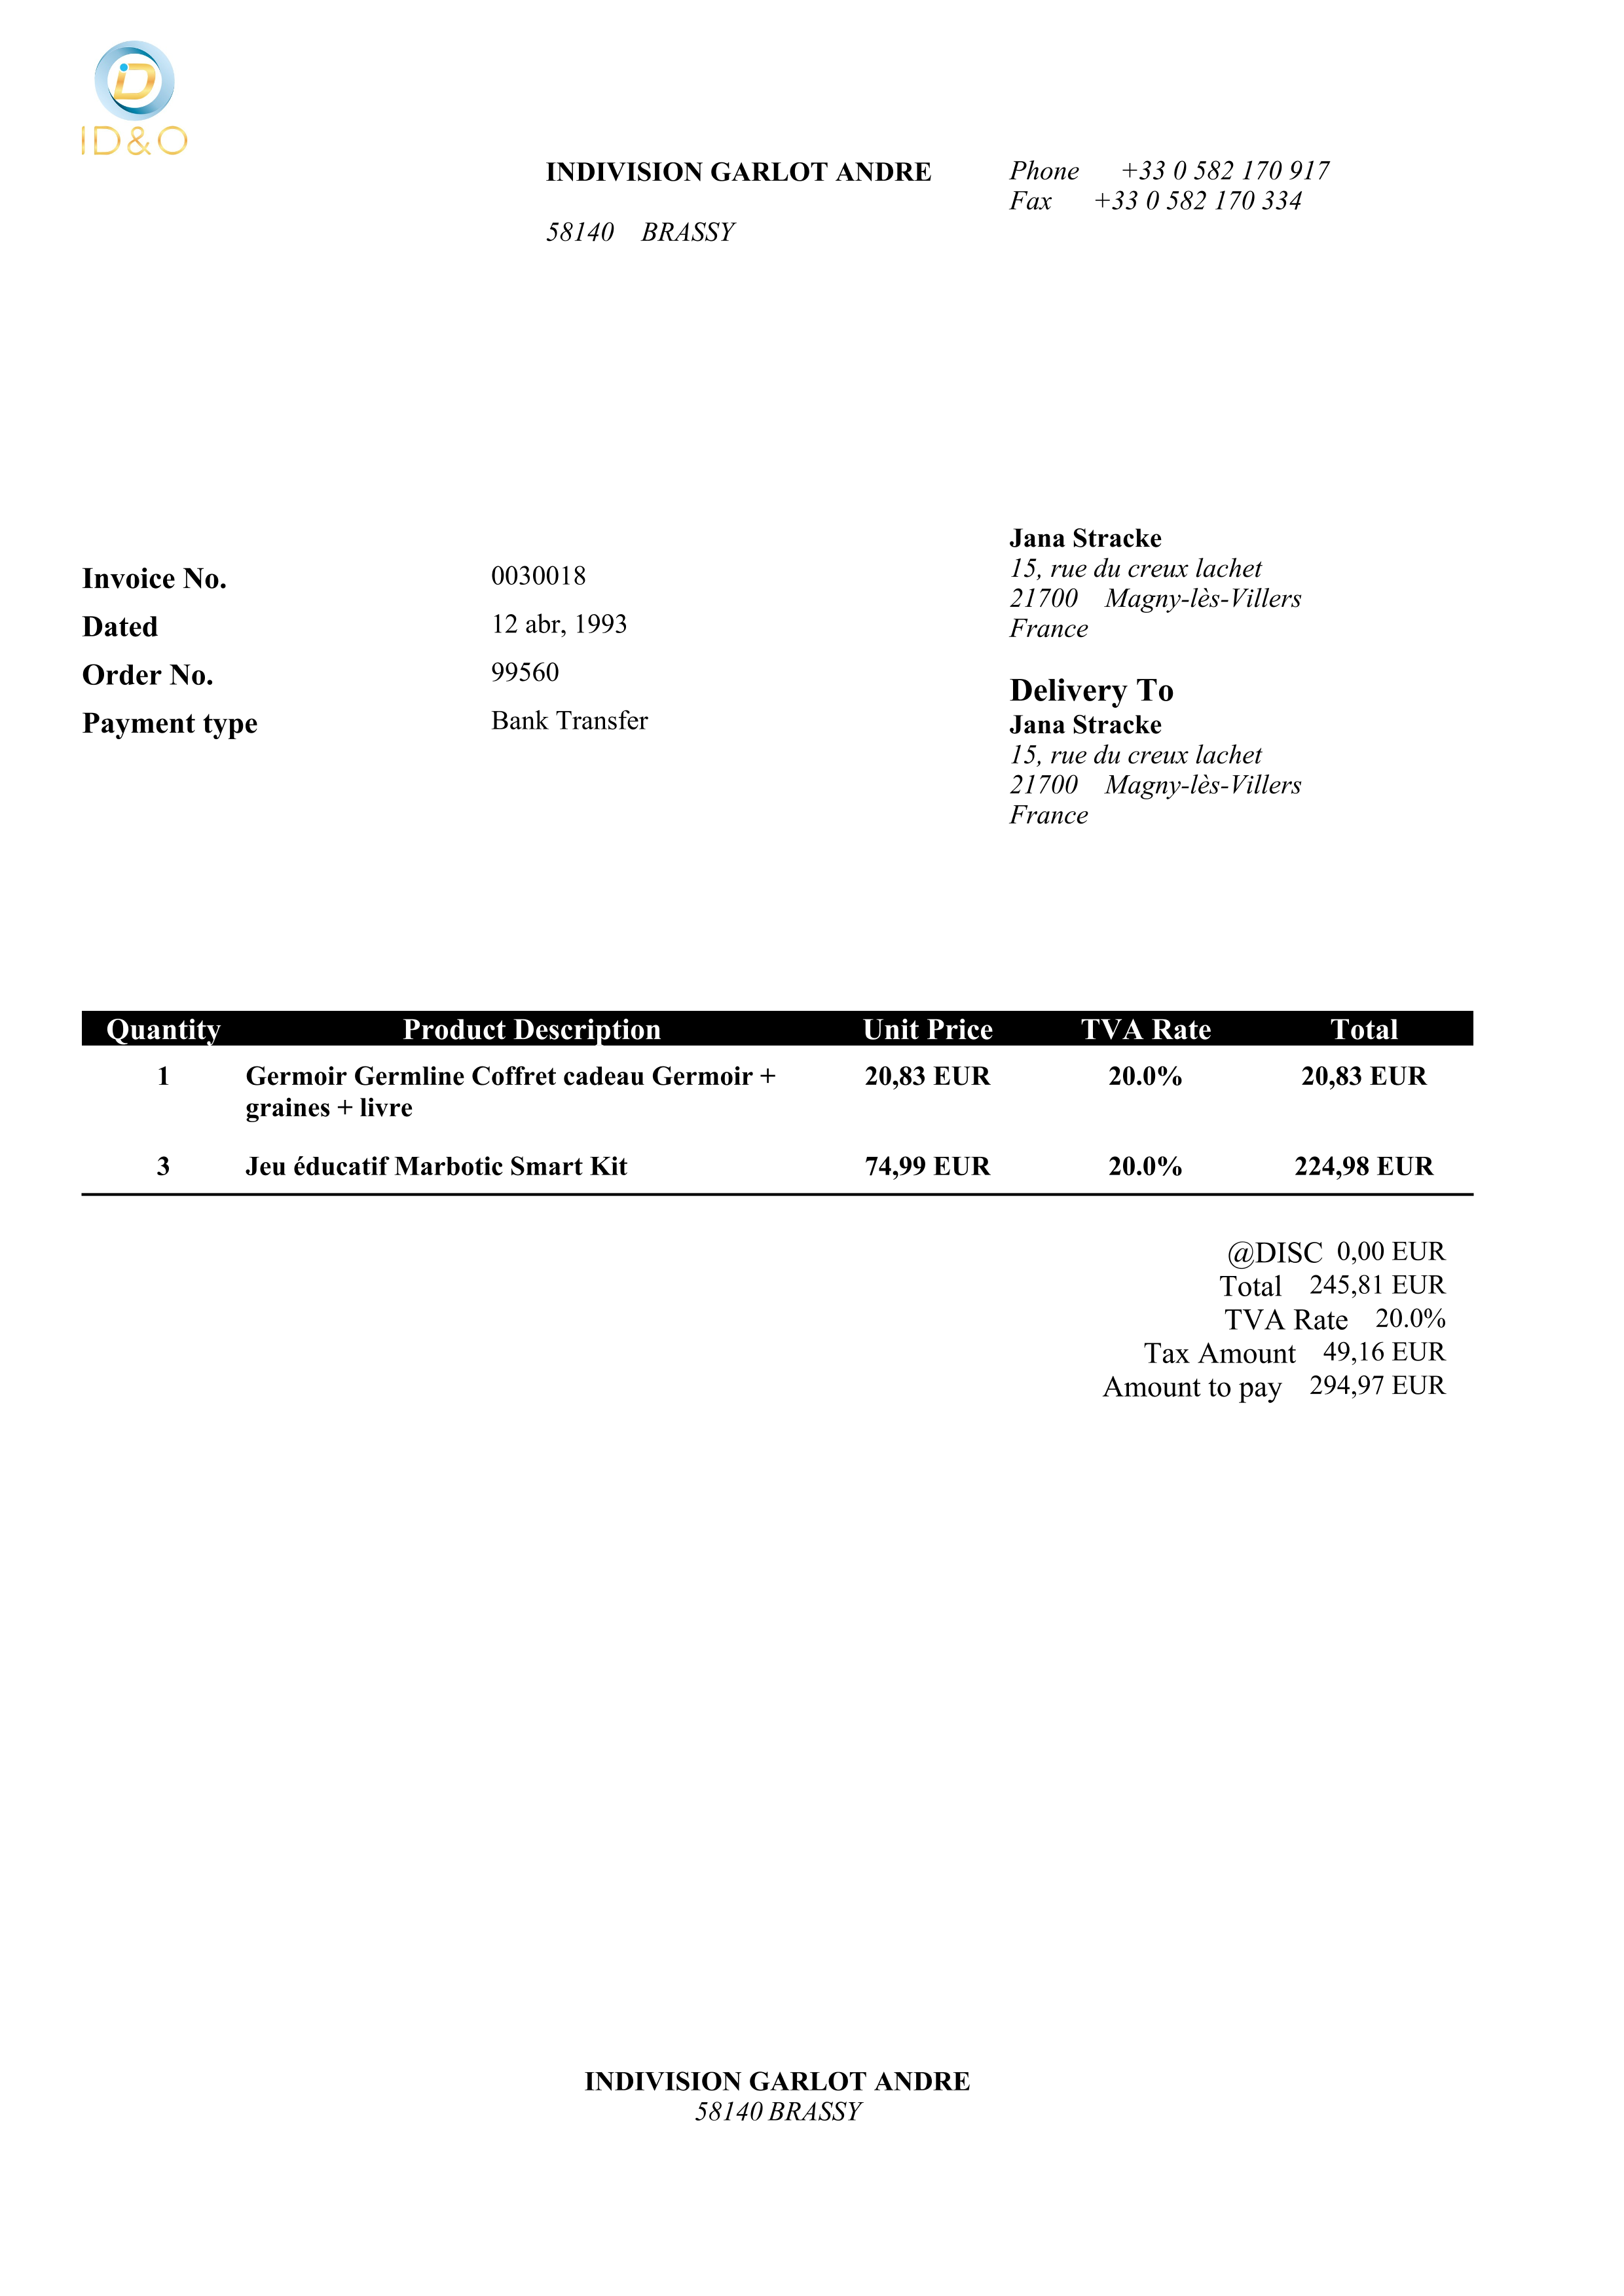 ID&O
INDIVISION GARLOT ANDRE
58140 BRASSY
Phone +33 0 582 170 917
Fax +33 0 582 170 334
Invoice No. 0030018
Dated 12 abr, 1993
Order No. 99560
Payment type Bank Transfer
Jana Stracke
15, rue du creux lachet
21700 Magny-lès-Villers
France
Delivery To
Jana Stracke
15, rue du creux lachet
21700 Magny-lès-Villers
France
Quantity Product Description Unit Price TVA Rate Total
1 Germoir Germline Coffret cadeau Germoir + 20,83 EUR 20.0% 20,83 EUR
graines + livre
3 Jeu éducatif Marbotic Smart Kit 74,99 EUR 20.0% 224,98 EUR
@DISC 0,00 EUR
Total 245,81 EUR
TVA Rate 20.0%
Tax Amount 49,16 EUR
Amount to pay 294,97 EUR
INDIVISION GARLOT ANDRE
58140 BRASSY